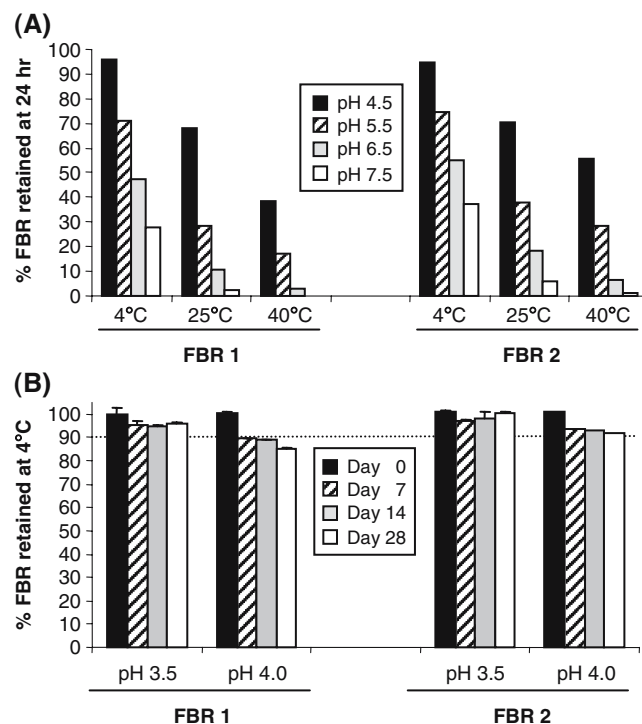 (A)
% FBR retained at 24 hr
100
90
80
70
60
50
40
30
20
10
0
pH 4.5
pH 5.5
pH 6.5
pH 7.5
4°C 25°C 40°C 4°C 25°C 40°C
FBR 1 FBR 2
(B)
% FBR retained at 4°C
100
90
80
70
60
50
40
30
20
10
0
Day 0
Day 7
Day 14
Day 28
pH 3.5 pH 4.0 pH 3.5 pH 4.0
FBR 1 FBR 2